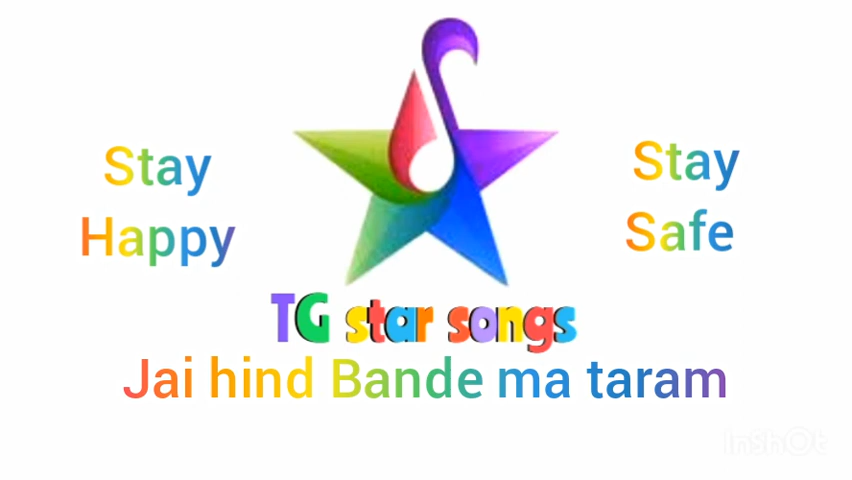 Stay
Happy
Stay
Safe
TG star songs
Jai hind Bande ma taram
InShOt